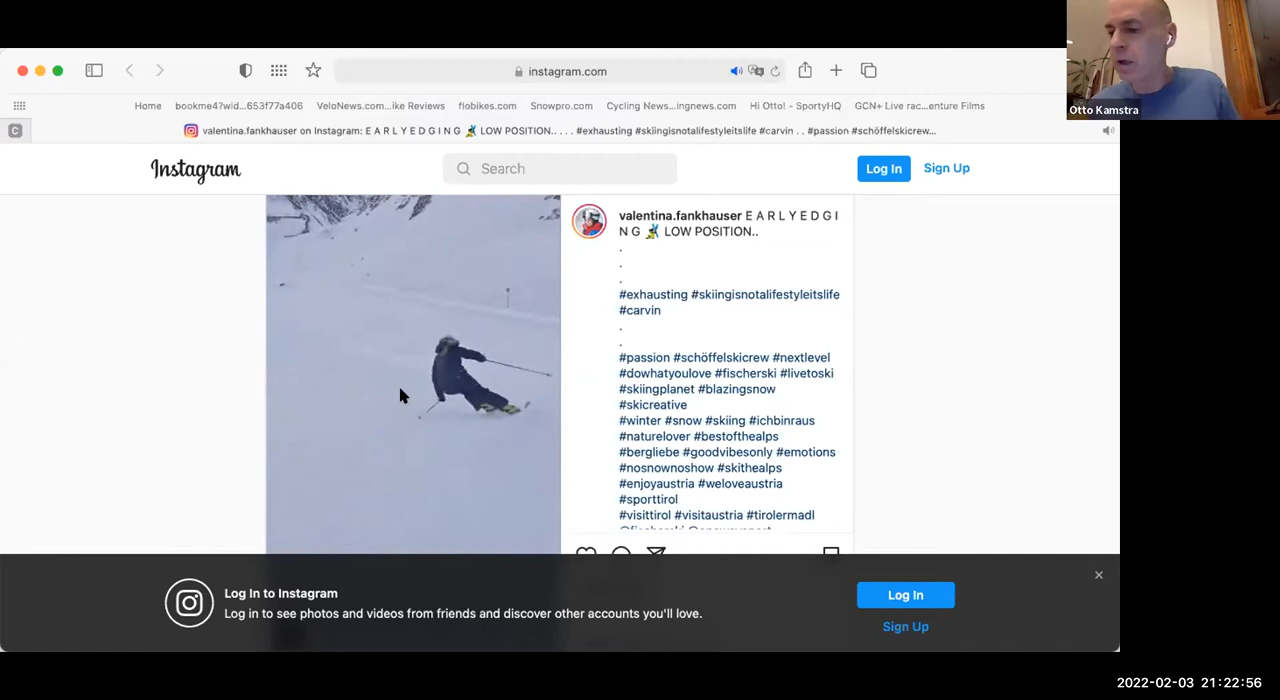 instagram.com
Home bookme4?wid...653f77a406 VeloNews.com...ike Reviews flobikes.com Snowpro.com Cycling News...ingnews.com Hi Otto! - SportyHQ GCN+ Live rac...enture Films
C
valentina.fankhauser on Instagram: E A R L Y E D G I N G LOW POSITION.. . . . #exhausting #skiingisnotalifestyleitslife #carvin . . #passion #schöffelskicrew...
Otto Kamstra
Instagram
Search
Log In
Sign Up
valentina.fankhauser E A R L Y E D G I
N G LOW POSITION..
.
.
.
#exhausting #skiingisnotalifestyleitslife
#carvin
.
.
#passion #schöffelskicrew #nextlevel
#dowhatyoulove #fischerski #livetoski
#skiingplanet #blazingsnow
#skicreative
#winter #snow #skiing #ichbinraus
#naturelover #bestofthealps
#bergliebe #goodvibesonly #emotions
#nosnownoshow #skithealps
#enjoyaustria #weloveaustria
#sporttirol
#visittirol #visitaustria #tirolermadl
Log In to Instagram
Log in to see photos and videos from friends and discover other accounts you'll love.
Log In
Sign Up
2022-02-03 21:22:56